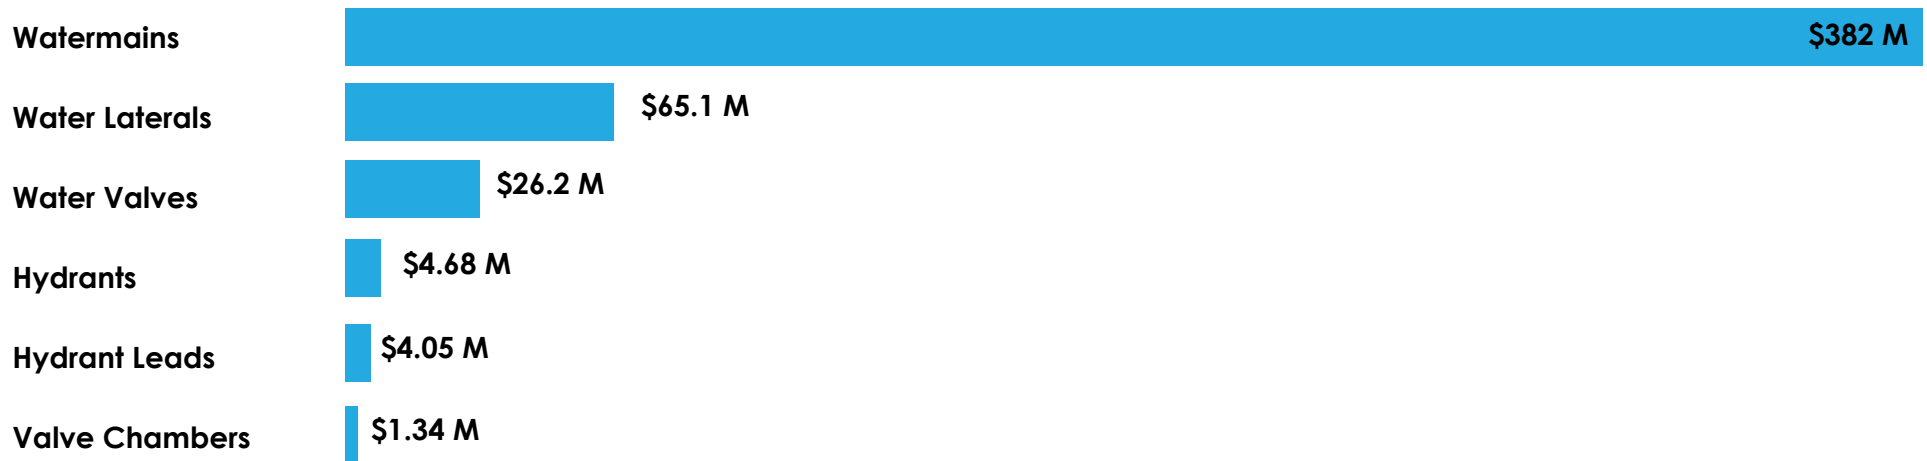 Watermains $382 M
Water Laterals $65.1 M
Water Valves $26.2 M
Hydrants $4.68 M
Hydrant Leads $4.05 M
Valve Chambers $1.34 M